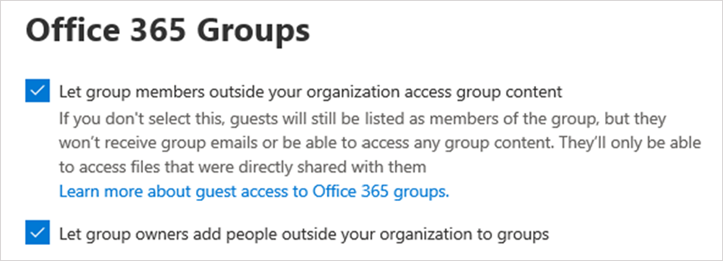 Office 365 Groups
Let group members outside your organization access group content
If you don't select this, guests will still be listed as members of the group, but they
won't receive group emails or be able to access any group content. They'll only be able
to access files that were directly shared with them
Learn more about guest access to Office 365 groups.
Let group owners add people outside your organization to groups